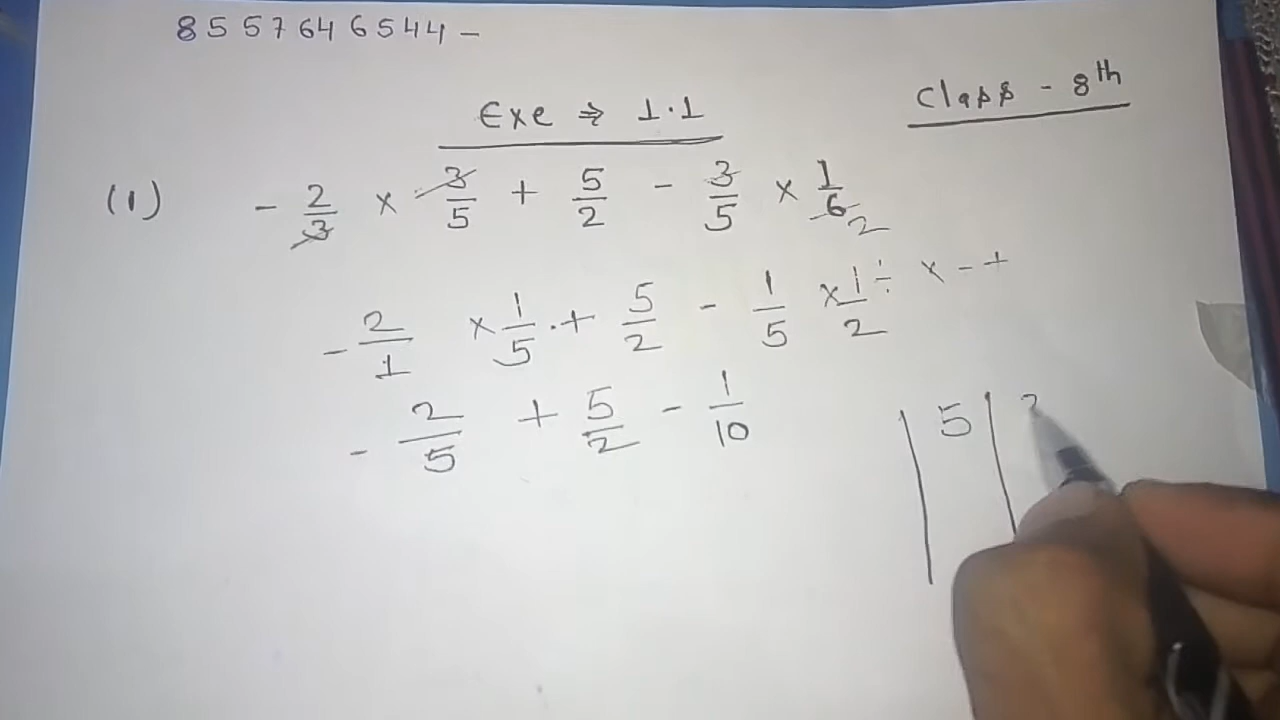 8557646544 -
Class - 8th
Exe ⇒ 1.1
(1) - 2/3 × 3/5 + 5/2 - 3/5 × 1/6 2
÷ × - +
- 2/1 × 1/5 . + 5/2 - 1/5 × 1/2
- 2/5 + 5/2 - 1/10
5